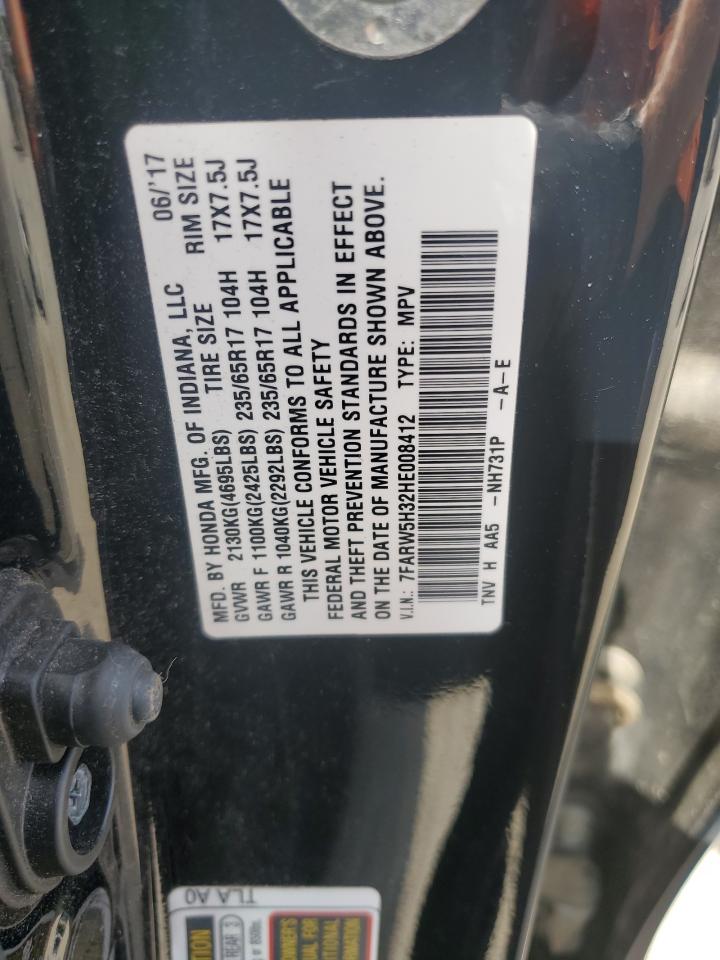 MFD. BY HONDA MFG. OF INDIANA, LLC 06/'17
GVWR 2130KG(4695LBS) TIRE SIZE RIM SIZE
GAWR F 1100KG(2425LBS) 235/65R17 104H 17X7.5J
GAWR R 1040KG(2292LBS) 235/65R17 104H 17X7.5J
THIS VEHICLE CONFORMS TO ALL APPLICABLE
FEDERAL MOTOR VEHICLE SAFETY
AND THEFT PREVENTION STANDARDS IN EFFECT
ON THE DATE OF MANUFACTURE SHOWN ABOVE.
V.I.N.: 7FARW5H32HE008412 TYPE: MPV
TNV H AA5 -NH731P -A-E
TLA A0
REAR 3